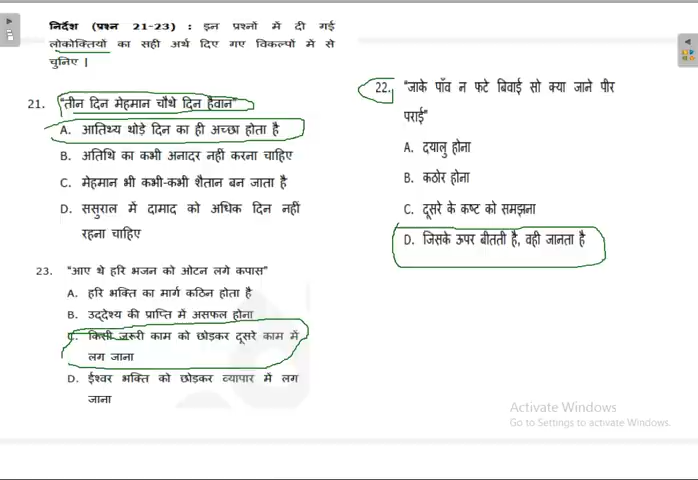 निर्देश (प्रश्न 21-23) : इन प्रश्नों में दी गई
लोकोक्तियों का सही अर्थ दिए गए विकल्पों में से
चुनिए |
21. "तीन दिन मेहमान चौथे दिन हैवान"
A. आतिथ्य थोड़े दिन का ही अच्छा होता है
B. अतिथि का कभी अनादर नहीं करना चाहिए
C. मेहमान भी कभी-कभी शैतान बन जाता है
D. ससुराल में दामाद को अधिक दिन नहीं
रहना चाहिए
23. "आए थे हरि भजन को ओटन लगे कपास"
A. हरि भक्ति का मार्ग कठिन होता है
B. उद्देश्य की प्राप्ति में असफल होना
C. किसी जरूरी काम को छोड़कर दूसरे काम में
लग जाना
D. ईश्वर भक्ति को छोड़कर व्यापार में लग
जाना
22. "जाके पाँव न फटे बिवाई सो क्या जाने पीर
पराई"
A. दयालु होना
B. कठोर होना
C. दूसरे के कष्ट को समझना
D. जिसके ऊपर बीतती है, वही जानता है
Activate Windows
Go to Settings to activate Windows.